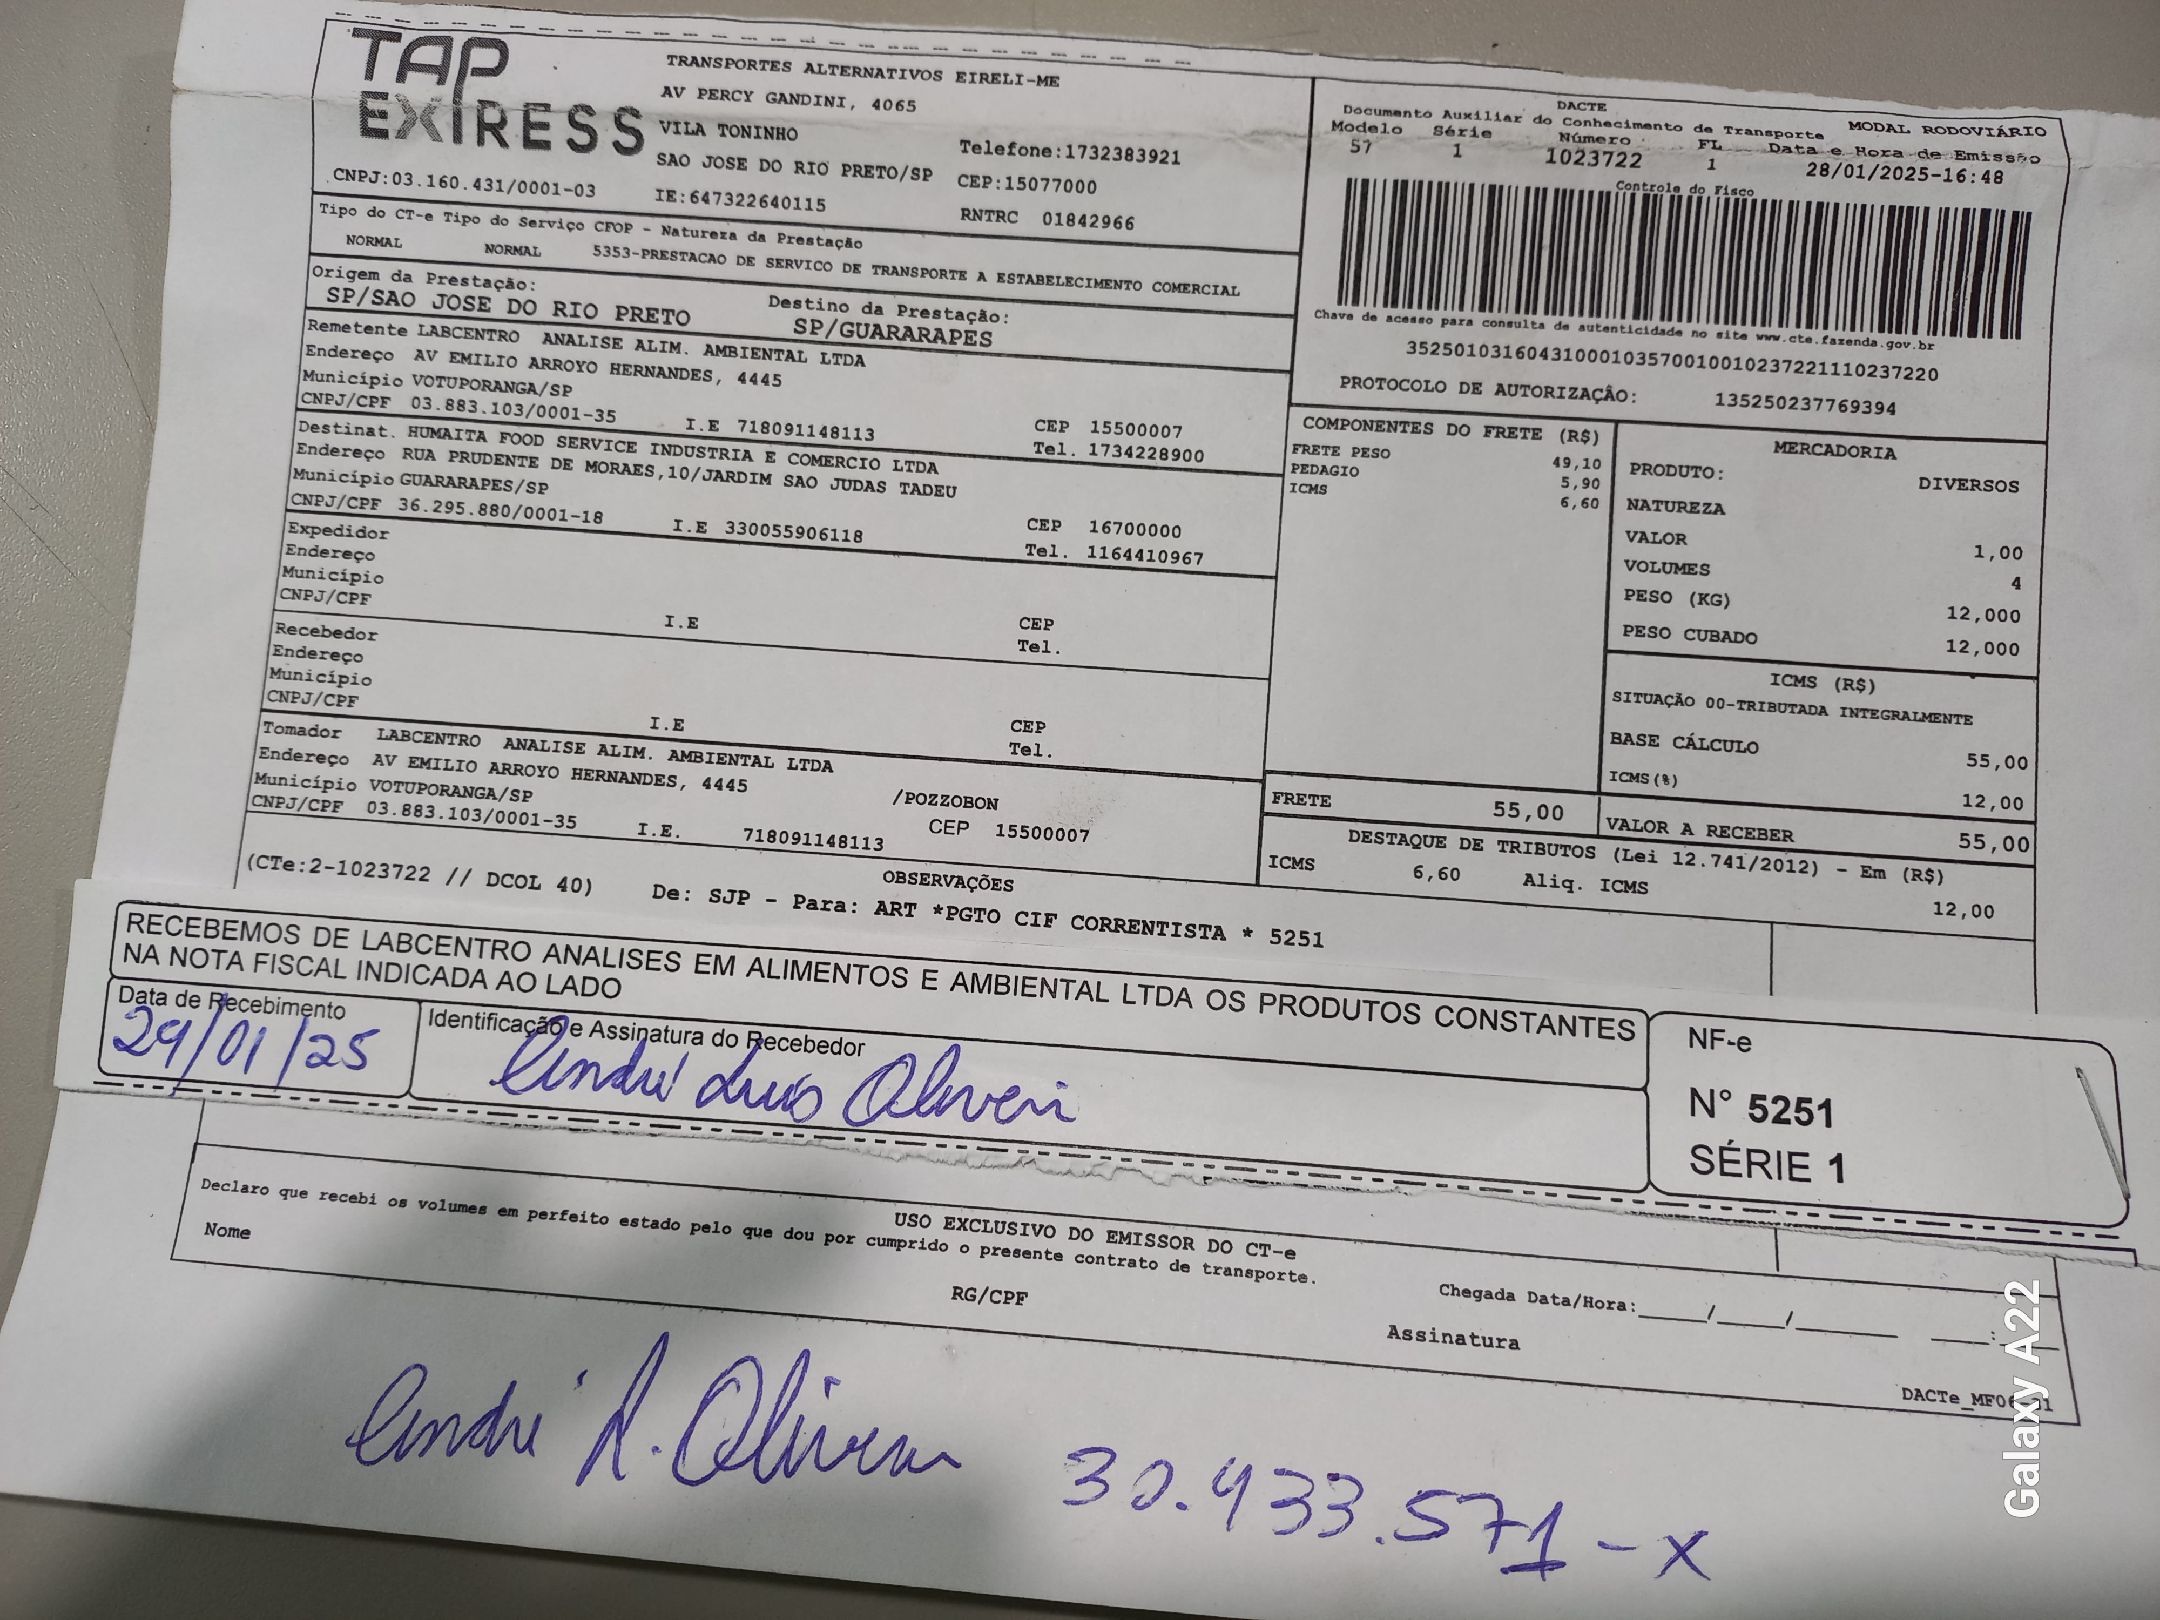 TAP
EXPRESS
TRANSPORTES ALTERNATIVOS EIRELI-ME
AV PERCY GANDINI, 4065
VILA TONINHO
SAO JOSE DO RIO PRETO/SP
Telefone:1732383921
CEP:15077000
CNPJ:03.160.431/0001-03 IE:647322640115 RNTRC 01842966
DACTE
Documento Auxiliar do Conhecimento de Transporte MODAL RODOVIÁRIO
Modelo Série Número FL Data e Hora de Emissão
57 1 1023722 1 28/01/2025-16:48
Controle do Fisco
Chave de acesso para consulta de autenticidade no site www.cte.fazenda.gov.br
35250103160431000103570010010237221110237220
PROTOCOLO DE AUTORIZAÇÂO: 135250237769394
Tipo do CT-e Tipo do Serviço CFOP - Natureza da Prestação
NORMAL NORMAL 5353-PRESTACAO DE SERVICO DE TRANSPORTE A ESTABELECIMENTO COMERCIAL
Origem da Prestação: Destino da Prestação:
SP/SAO JOSE DO RIO PRETO SP/GUARARAPES
Remetente LABCENTRO ANALISE ALIM. AMBIENTAL LTDA
Endereço AV EMILIO ARROYO HERNANDES, 4445
Município VOTUPORANGA/SP CEP 15500007
CNPJ/CPF 03.883.103/0001-35 I.E 718091148113 Tel. 1734228900
Destinat. HUMAITA FOOD SERVICE INDUSTRIA E COMERCIO LTDA
Endereço RUA PRUDENTE DE MORAES,10/JARDIM SAO JUDAS TADEU
Município GUARARAPES/SP CEP 16700000
CNPJ/CPF 36.295.880/0001-18 I.E 330055906118 Tel. 1164410967
Expedidor
Endereço
Município CEP
CNPJ/CPF I.E Tel.
Recebedor
Endereço
Município CEP
CNPJ/CPF I.E Tel.
Tomador LABCENTRO ANALISE ALIM. AMBIENTAL LTDA
Endereço AV EMILIO ARROYO HERNANDES, 4445 /POZZOBON
Município VOTUPORANGA/SP CEP 15500007
CNPJ/CPF 03.883.103/0001-35 I.E. 718091148113
COMPONENTES DO FRETE (R$)
FRETE PESO 49,10
PEDAGIO 5,90
ICMS 6,60
MERCADORIA
PRODUTO: DIVERSOS
NATUREZA
VALOR 1,00
VOLUMES 4
PESO (KG) 12,000
PESO CUBADO 12,000
ICMS (R$)
SITUAÇÃO 00-TRIBUTADA INTEGRALMENTE
BASE CÁLCULO 55,00
ICMS(%) 12,00
FRETE 55,00 VALOR A RECEBER 55,00
DESTAQUE DE TRIBUTOS (Lei 12.741/2012) - Em (R$)
ICMS 6,60 Aliq. ICMS 12,00
OBSERVAÇÕES
(CTe:2-1023722 // DCOL 40) De: SJP - Para: ART *PGTO CIF CORRENTISTA * 5251
RECEBEMOS DE LABCENTRO ANALISES EM ALIMENTOS E AMBIENTAL LTDA OS PRODUTOS CONSTANTES
NA NOTA FISCAL INDICADA AO LADO
Data de Recebimento Identificação e Assinatura do Recebedor
29/01/25 André Luis Oliveri
NF-e
N° 5251
SÉRIE 1
USO EXCLUSIVO DO EMISSOR DO CT-e
Declaro que recebi os volumes em perfeito estado pelo que dou por cumprido o presente contrato de transporte.
Nome RG/CPF Chegada Data/Hora:____/____/______ ____:____
Assinatura
André L. Oliveira 30.433.571-x
Galaxy A22